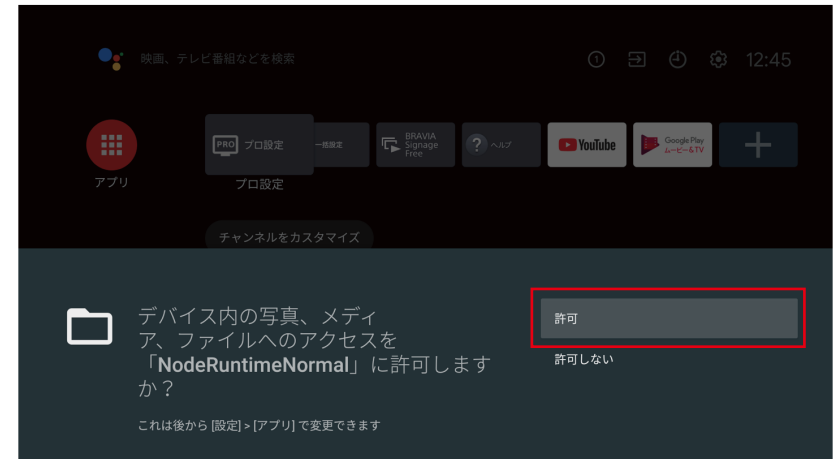 映画、テレビ番組などを検索
12:45
PRO プロ設定
一括設定
BRAVIA
Signage
Free
? ヘルプ
YouTube
Google Play
ムービー&TV
アプリ
プロ設定
チャンネルをカスタマイズ
デバイス内の写真、メディ
ア、ファイルへのアクセスを
「NodeRuntimeNormal」に許可します
か？
これは後から [設定] > [アプリ] で変更できます
許可
許可しない